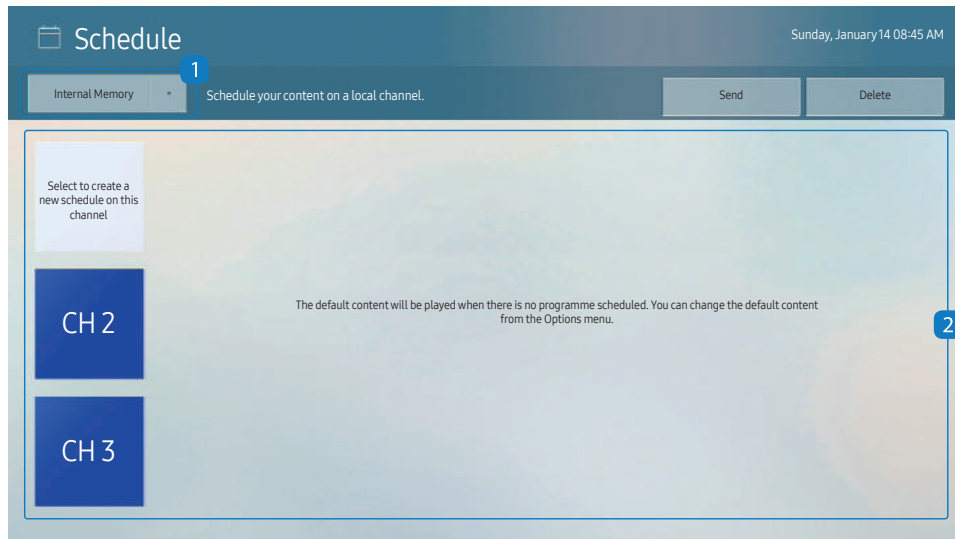 Schedule
Sunday, January 14 08:45 AM
1
Internal Memory
Schedule your content on a local channel.
Send
Delete
Select to create a
new schedule on this
channel
CH 2
The default content will be played when there is no programme scheduled. You can change the default content
from the Options menu.
2
CH 3